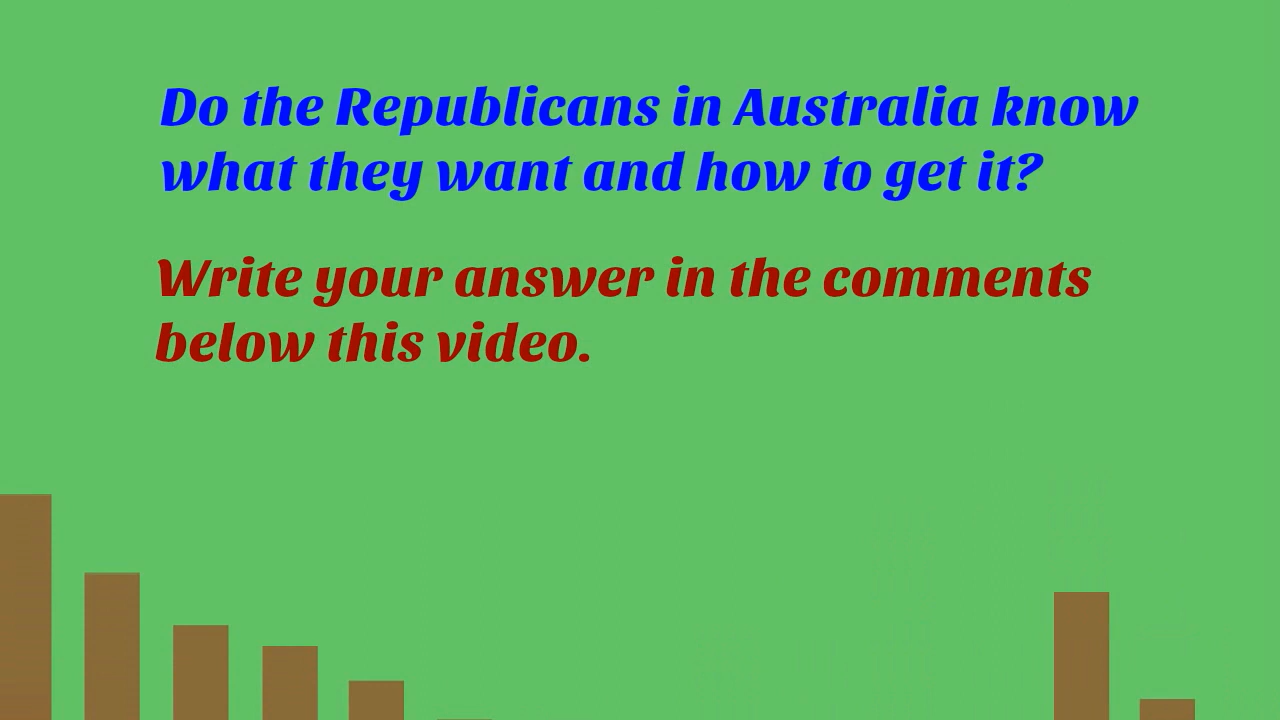 Do the Republicans in Australia know
what they want and how to get it?
Write your answer in the comments
below this video.